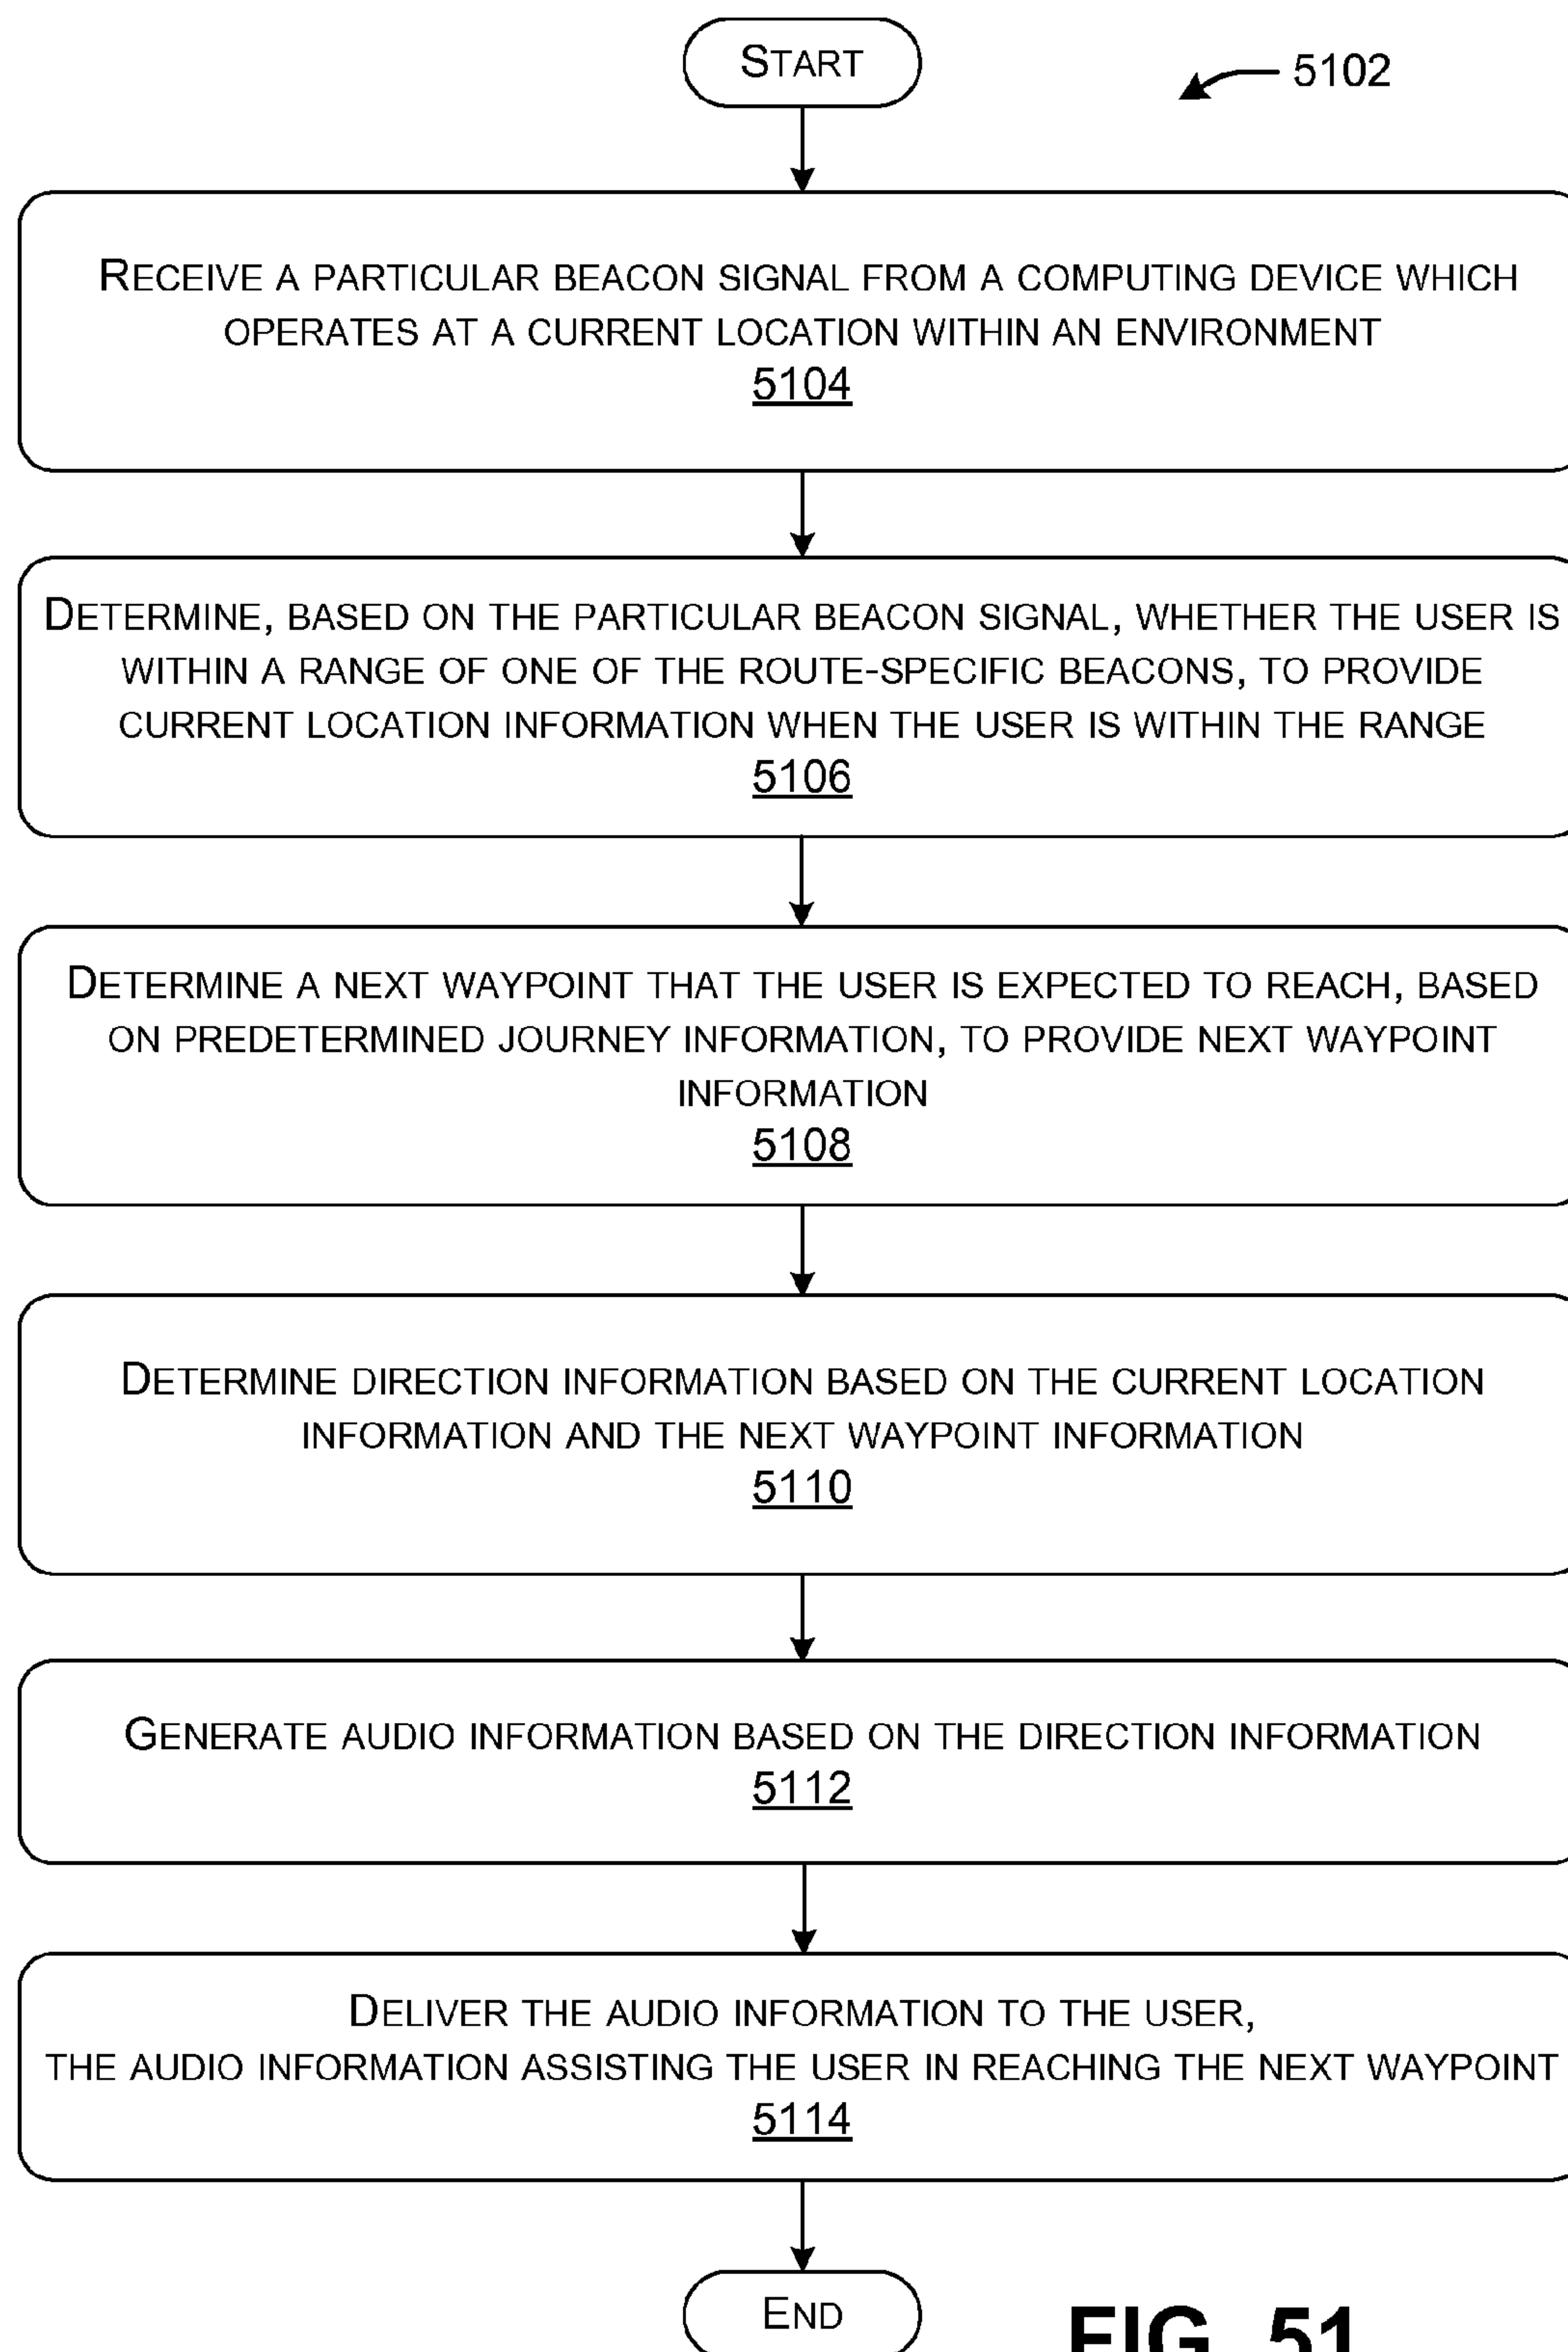 START
5102
RECEIVE A PARTICULAR BEACON SIGNAL FROM A COMPUTING DEVICE WHICH
OPERATES AT A CURRENT LOCATION WITHIN AN ENVIRONMENT
5104
DETERMINE, BASED ON THE PARTICULAR BEACON SIGNAL, WHETHER THE USER IS
WITHIN A RANGE OF ONE OF THE ROUTE-SPECIFIC BEACONS, TO PROVIDE
CURRENT LOCATION INFORMATION WHEN THE USER IS WITHIN THE RANGE
5106
DETERMINE A NEXT WAYPOINT THAT THE USER IS EXPECTED TO REACH, BASED
ON PREDETERMINED JOURNEY INFORMATION, TO PROVIDE NEXT WAYPOINT
INFORMATION
5108
DETERMINE DIRECTION INFORMATION BASED ON THE CURRENT LOCATION
INFORMATION AND THE NEXT WAYPOINT INFORMATION
5110
GENERATE AUDIO INFORMATION BASED ON THE DIRECTION INFORMATION
5112
DELIVER THE AUDIO INFORMATION TO THE USER,
THE AUDIO INFORMATION ASSISTING THE USER IN REACHING THE NEXT WAYPOINT
5114
END
FIG. 51